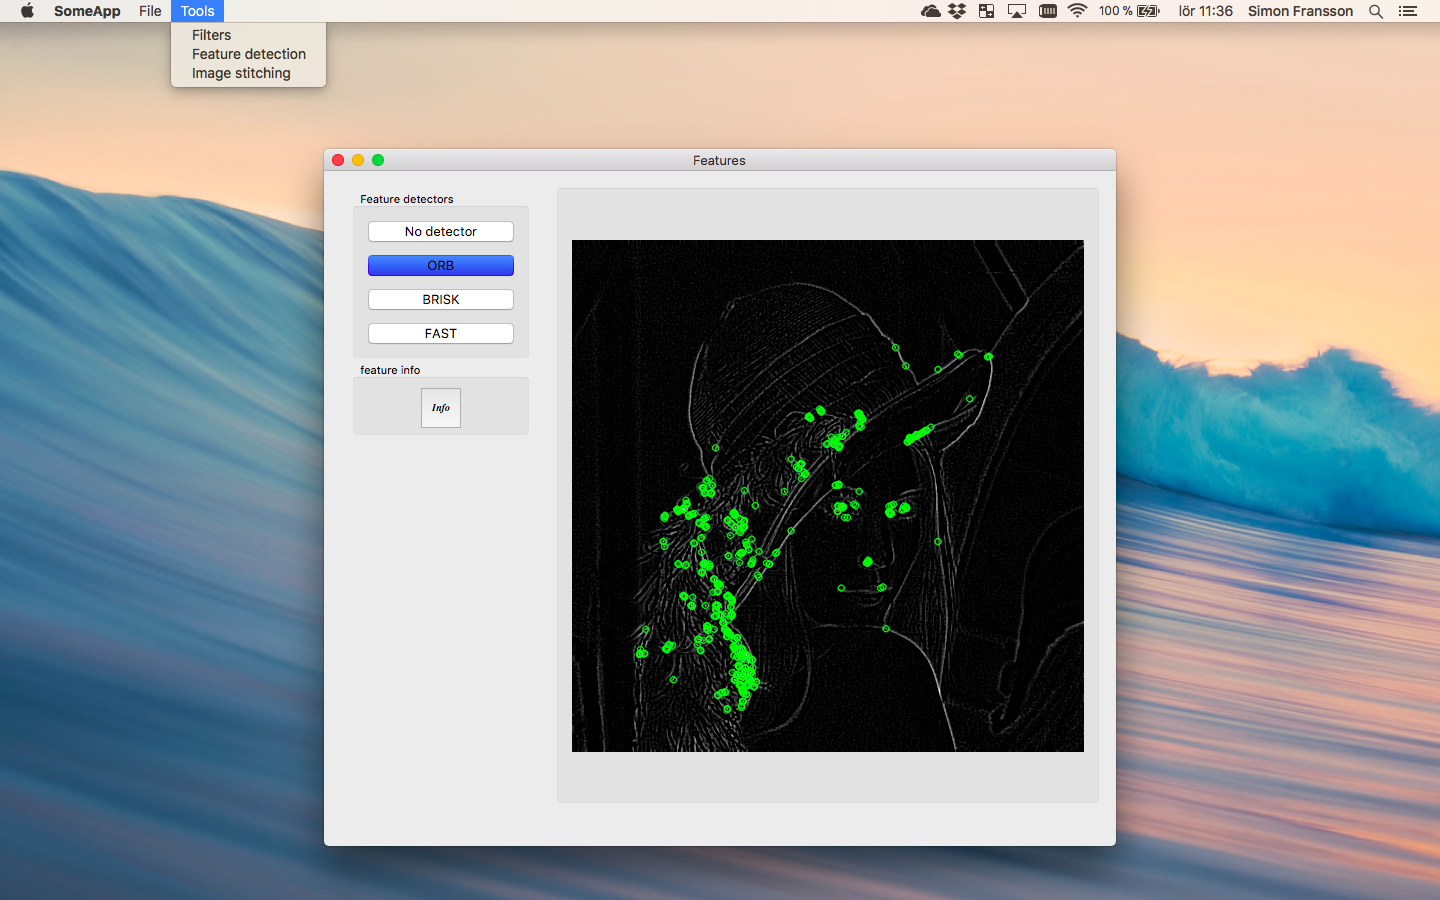 SomeApp File Tools 100 % lör 11:36 Simon Fransson
Filters
Feature detection
Image stitching
Features
Feature detectors
No detector
ORB
BRISK
FAST
feature info
Info